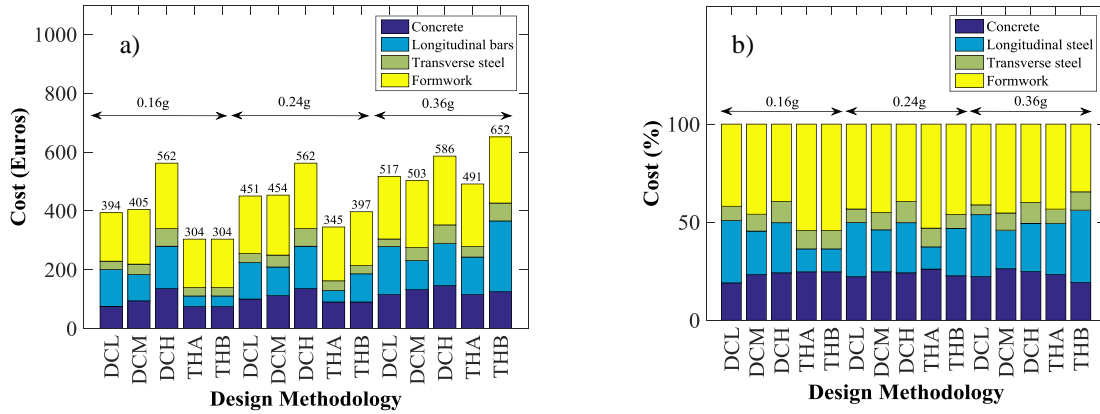 1000
800
600
400
200
0
Cost (Euros)
a)
Concrete
Longitudinal bars
Transverse steel
Formwork
0.16g
0.24g
0.36g
394
405
562
304
304
451
454
562
345
397
517
503
586
491
652
DCL
DCM
DCH
THA
THB
DCL
DCM
DCH
THA
THB
DCL
DCM
DCH
THA
THB
Design Methodology
100
50
0
Cost (%)
b)
Concrete
Longitudinal steel
Transverse steel
Formwork
0.16g
0.24g
0.36g
DCL
DCM
DCH
THA
THB
DCL
DCM
DCH
THA
THB
DCL
DCM
DCH
THA
THB
Design Methodology